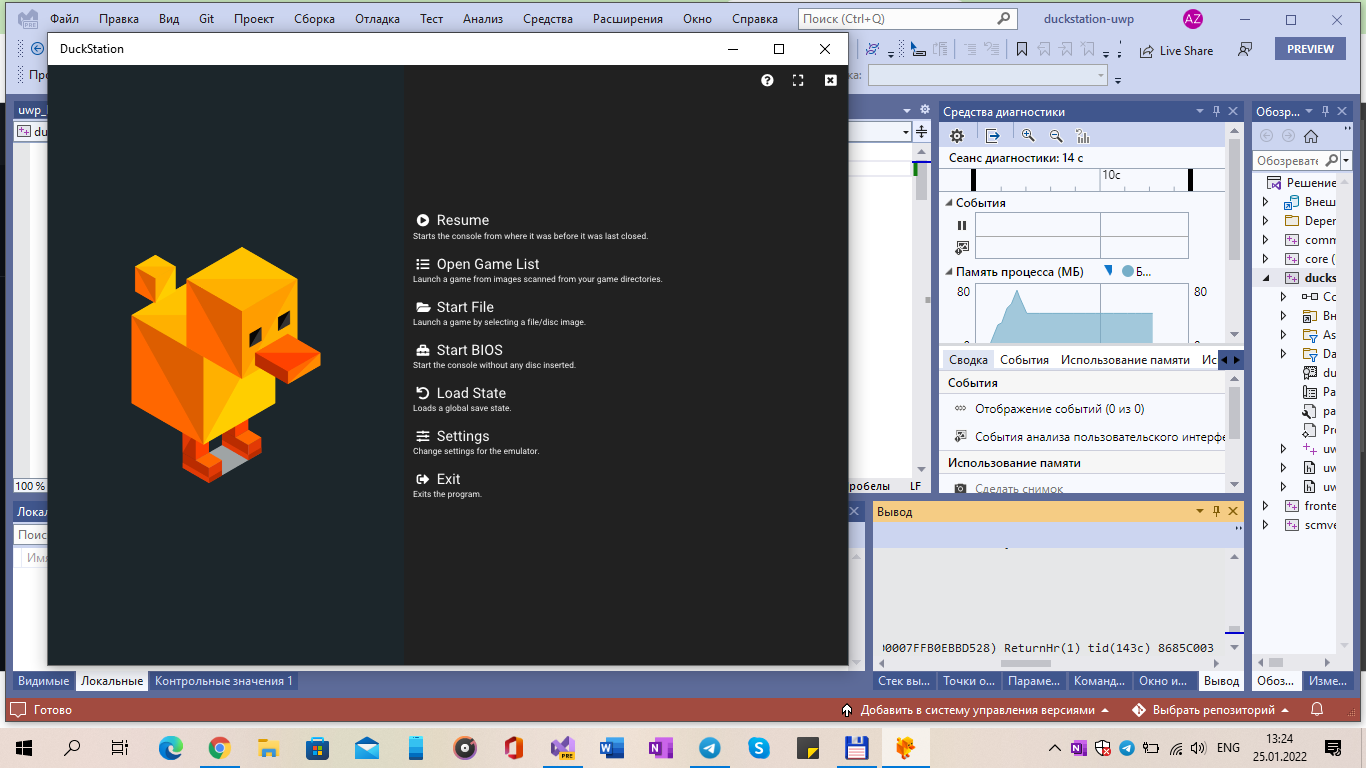 Файл Правка Вид Git Проект Сборка Отладка Тест Анализ Средства Расширения Окно Справка Поиск (Ctrl+Q) duckstation-uwp AZ
PRE
DuckStation
Live Share
PREVIEW
Resume
Starts the console from where it was before it was last closed.
Open Game List
Launch a game from images scanned from your game directories.
Start File
Launch a game by selecting a file/disc image.
Start BIOS
Start the console without any disc inserted.
Load State
Loads a global save state.
Settings
Change settings for the emulator.
Exit
Exits the program.
100 %
LF
Средства диагностики
Сеанс диагностики: 14 с
10с
События
Память процесса (МБ) Б...
80 80
Сводка События Использование памяти Ис
События
Отображение событий (0 из 0)
События анализа пользовательского интерфе
Использование памяти
Сделать снимок
Обозр...
Обозревате
Решение
Внеш
Deper
comm
core (
ducks
Сс
Вн
As
Da
du
Pa
pa
Pre
uw
uw
uw
fronte
scmve
Видимые Локальные Контрольные значения 1
Вывод
)0007FFB0EBBD528) ReturnHr(1) tid(143c) 8685C003
Стек вы... Точки о... Параме... Команд... Окно и... Вывод
Обоз... Изме...
Готово
Добавить в систему управления версиями
Выбрать репозиторий
PRE
ENG
13:24
25.01.2022